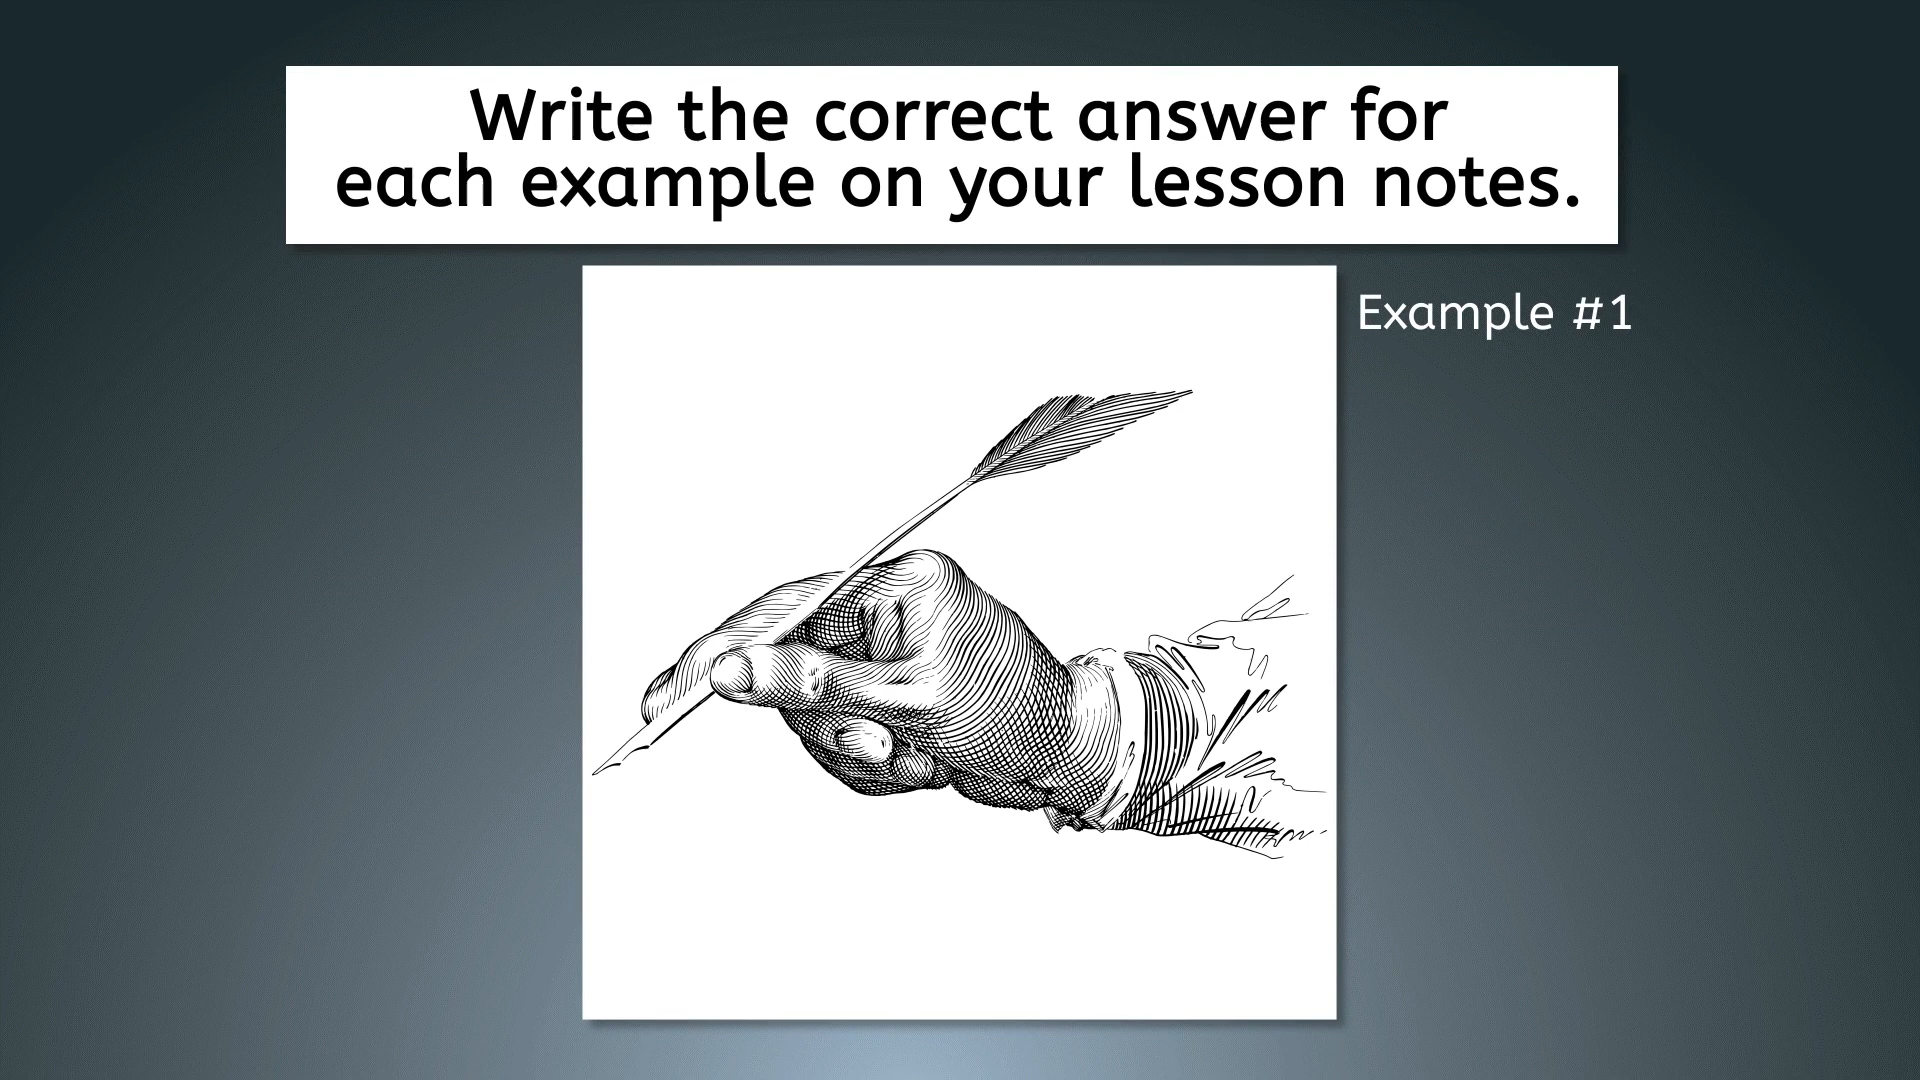 Write the correct answer for
each example on your lesson notes.
Example #1